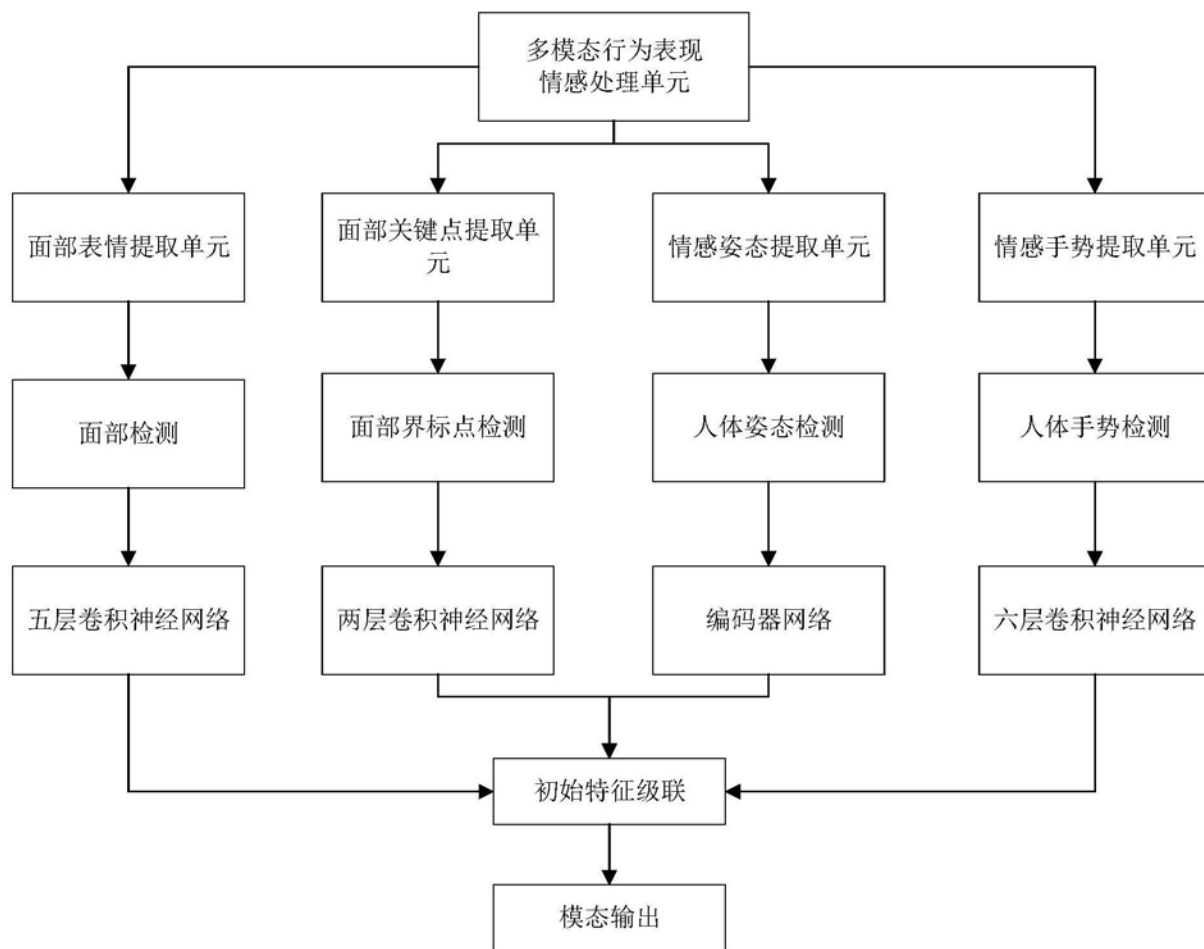 多模态行为表现
情感处理单元
面部表情提取单元
面部关键点提取单
元
情感姿态提取单元
情感手势提取单元
面部检测
面部界标点检测
人体姿态检测
人体手势检测
五层卷积神经网络
两层卷积神经网络
编码器网络
六层卷积神经网络
初始特征级联
模态输出